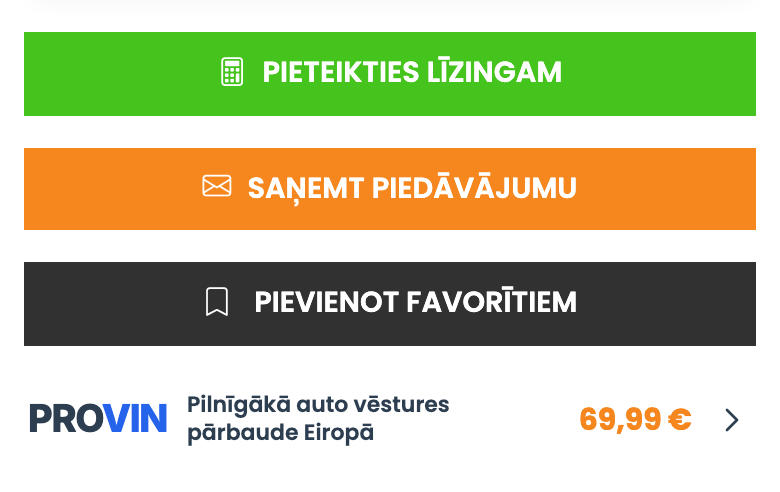 PIETEIKTIES LĪZINGAM
SAŅEMT PIEDĀVĀJUMU
PIEVIENOT FAVORĪTIEM
PROVIN
Pilnīgākā auto vēstures
pārbaude Eiropā
69,99 €